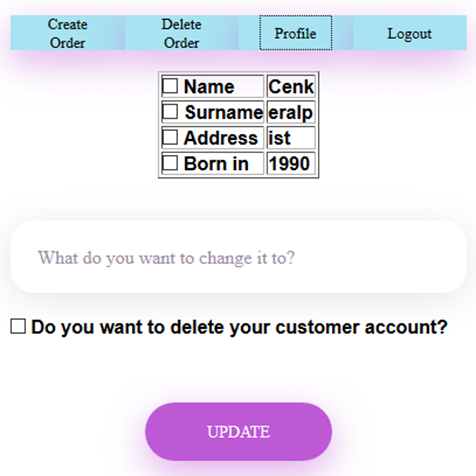 Create Delete
Order Order Profile Logout
Name Cenk
Surname eralp
Address ist
Born in 1990
What do you want to change it to?
Do you want to delete your customer account?
UPDATE